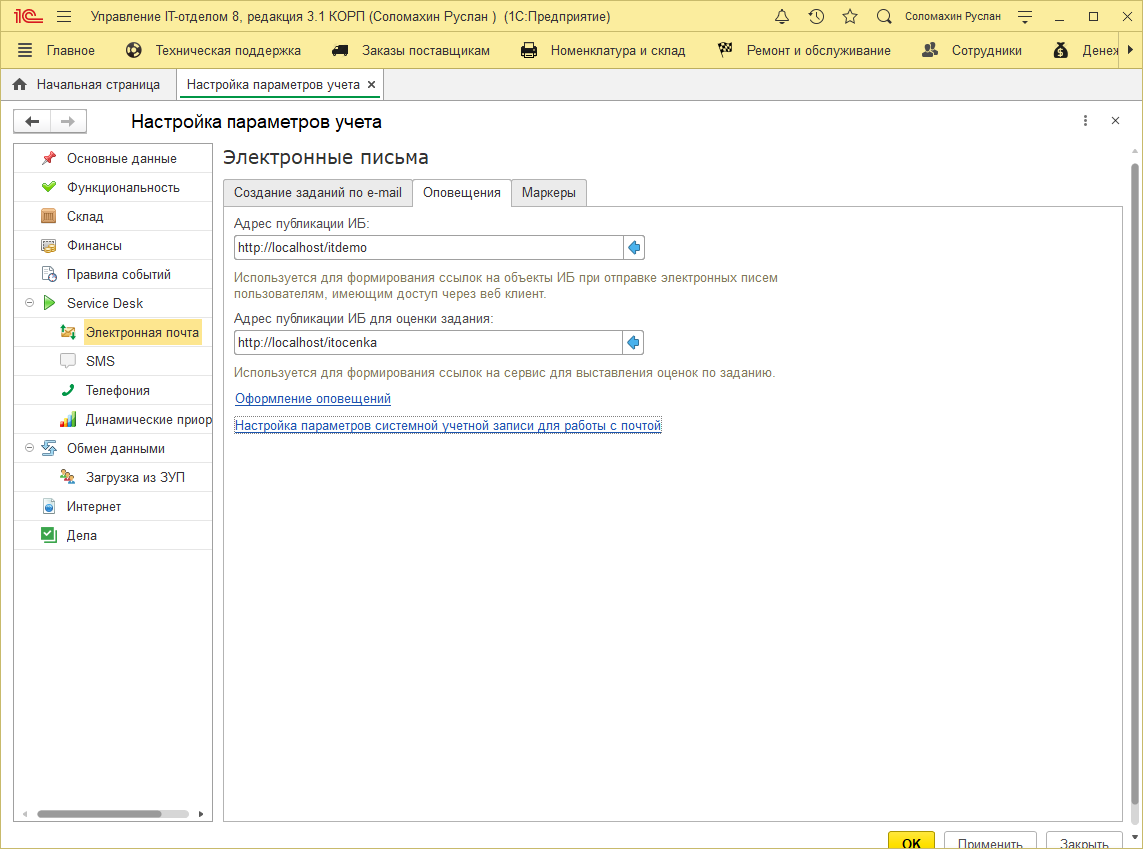 Управление IT-отделом 8, редакция 3.1 КОРП (Соломахин Руслан ) (1С:Предприятие)
Соломахин Руслан
Главное
Техническая поддержка
Заказы поставщикам
Номенклатура и склад
Ремонт и обслуживание
Сотрудники
Денеж
Начальная страница
Настройка параметров учета
Настройка параметров учета
Основные данные
Функциональность
Склад
Финансы
Правила событий
Service Desk
Электронная почта
SMS
Телефония
Динамические приор
Обмен данными
Загрузка из ЗУП
Интернет
Дела
Электронные письма
Создание заданий по e-mail
Оповещения
Маркеры
Адрес публикации ИБ:
http://localhost/itdemo
Используется для формирования ссылок на объекты ИБ при отправке электронных писем
пользователям, имеющим доступ через веб клиент.
Адрес публикации ИБ для оценки задания:
http://localhost/itocenka
Используется для формирования ссылок на сервис для выставления оценок по заданию.
Оформление оповещений
Настройка параметров системной учетной записи для работы с почтой
ОК
Применить
Закрыть